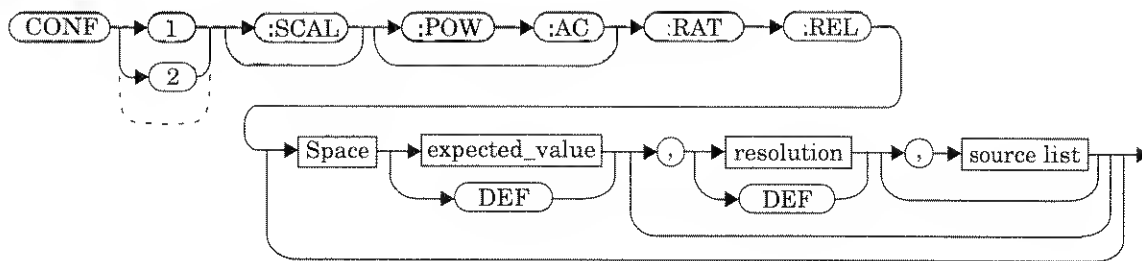 CONF 1 :SCAL :POW :AC :RAT :REL
2
Space expected_value , resolution , source list
DEF DEF